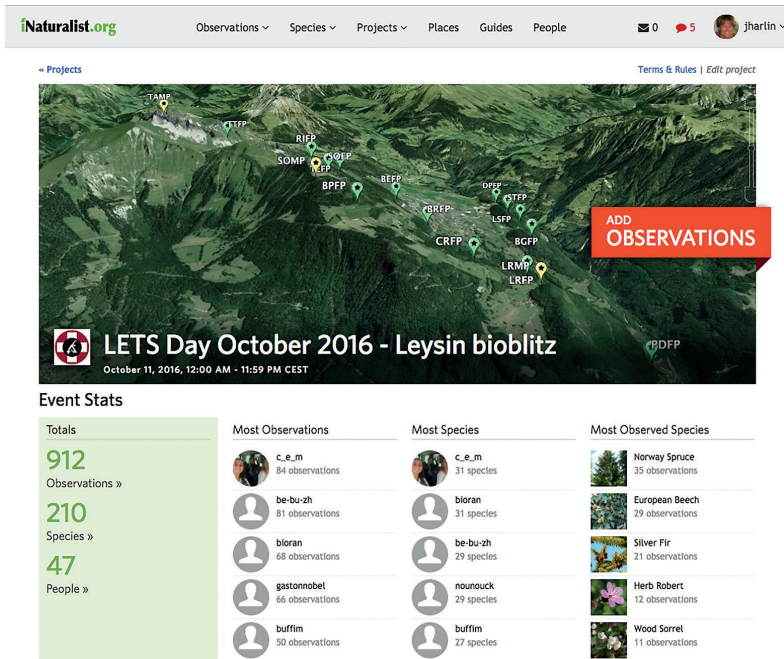 iNaturalist.org
Observations Species Projects Places Guides People
0 5 jharlin
« Projects
Terms & Rules | Edit project
TAMP
TTFP
RIFP
SOMP SOFP
BPFP
BEFP
BRFP
CRFP
DPFP
STFP
LSFP
BGFP
LRMP
LRFP
PDFP
ADD
OBSERVATIONS
LETS Day October 2016 - Leysin bioblitz
October 11, 2016, 12:00 AM - 11:59 PM CEST
Event Stats
Totals
912
Observations »
210
Species »
47
People »
Most Observations
c_e_m
84 observations
be-bu-zh
81 observations
bloran
68 observations
gastonnobel
66 observations
buffim
50 observations
Most Species
c_e_m
31 species
bloran
31 species
be-bu-zh
29 species
nounouck
29 species
buffim
27 species
Most Observed Species
Norway Spruce
35 observations
European Beech
29 observations
Silver Fir
21 observations
Herb Robert
12 observations
Wood Sorrel
11 observations